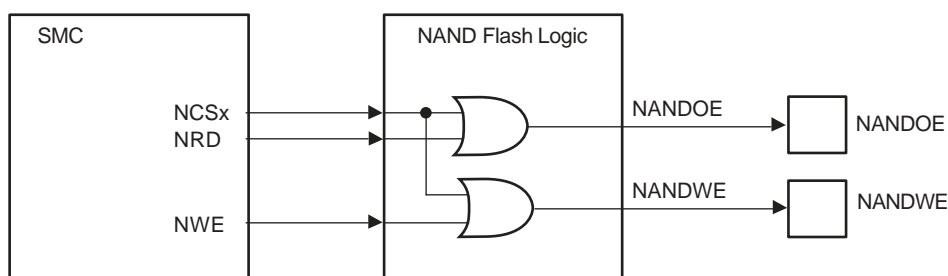 SMC
NAND Flash Logic
NCSx
NRD
NWE
NANDOE
NANDOE
NANDWE
NANDWE